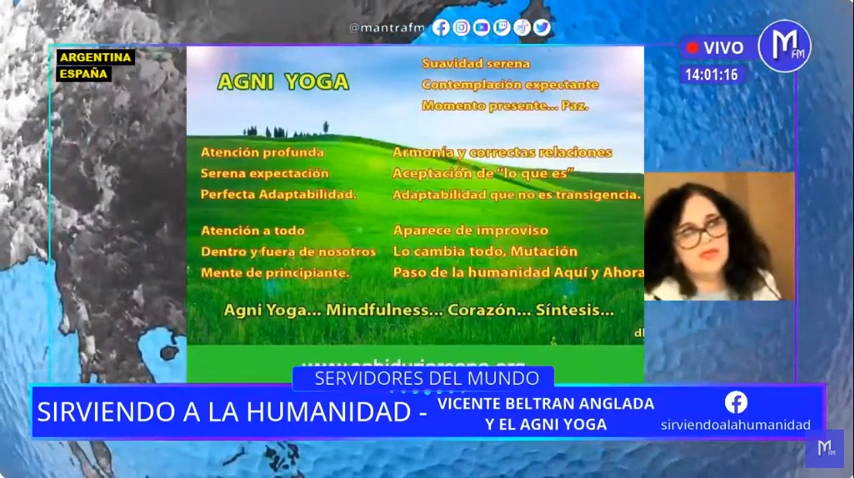 @mantrafm
ARGENTINA
ESPAÑA
VIVO
14:01:16
M
FM
AGNI YOGA
Suavidad serena
Contemplación expectante
Momento presente... Paz.
Atención profunda
Serena expectación
Perfecta Adaptabilidad.
Armonía y correctas relaciones
Aceptación de "lo que es"
Adaptabilidad que no es transigencia.
Atención a todo
Dentro y fuera de nosotros
Mente de principiante.
Aparece de improviso
Lo cambia todo, Mutación
Paso de la humanidad Aquí y Ahora
Agni Yoga... Mindfulness... Corazón... Síntesis...
SERVIDORES DEL MUNDO
SIRVIENDO A LA HUMANIDAD -
VICENTE BELTRAN ANGLADA
Y EL AGNI YOGA
sirviendoalahumanidad
M
FM